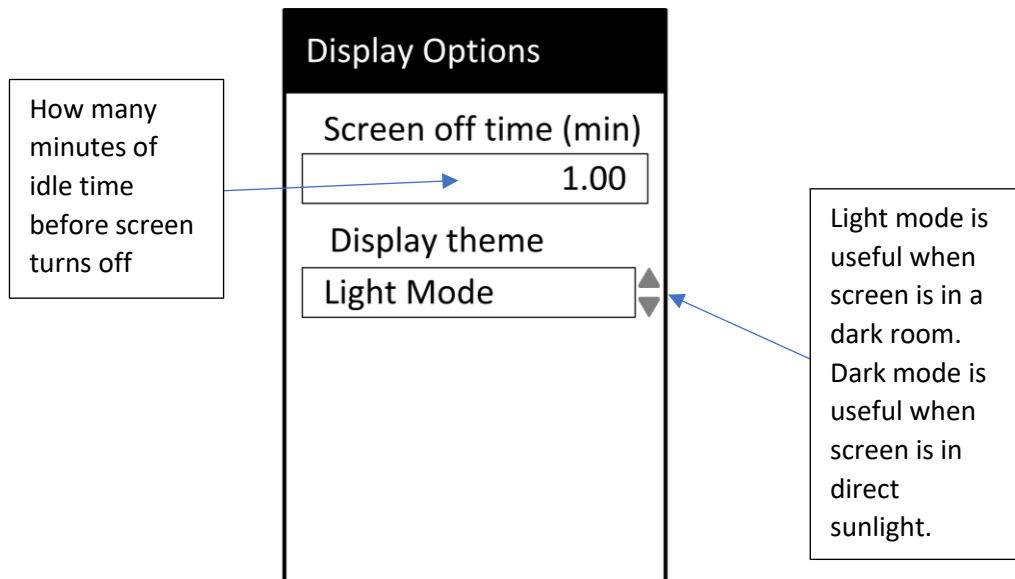 Display Options
How many
minutes of
idle time
before screen
turns off
Screen off time (min)
1.00
Display theme
Light Mode
Light mode is
useful when
screen is in a
dark room.
Dark mode is
useful when
screen is in
direct
sunlight.